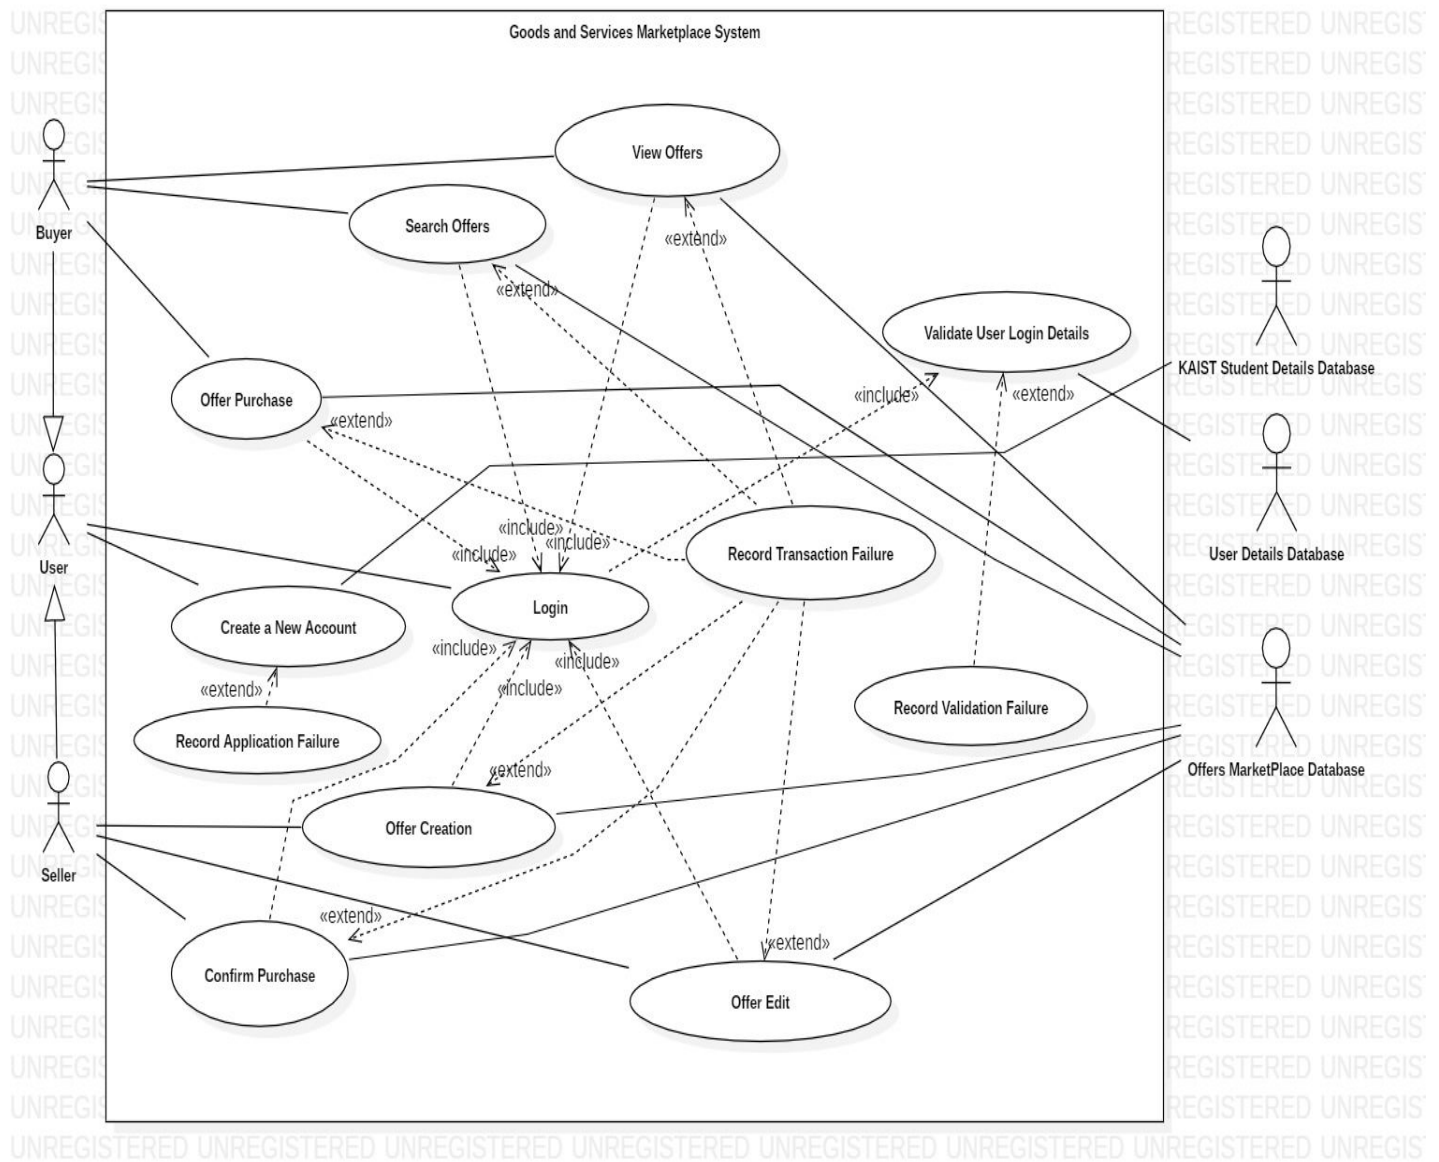 Goods and Services Marketplace System
View Offers
Buyer
Search Offers
«extend»
«extend»
Validate User Login Details
KAIST Student Details Database
«include»
«extend»
Offer Purchase
«extend»
User
«include»
«include»
«include»
Record Transaction Failure
User Details Database
Login
Create a New Account
«include»
«include»
«extend»
«include»
Record Validation Failure
Record Application Failure
«extend»
Offers MarketPlace Database
Offer Creation
Seller
«extend»
«extend»
Confirm Purchase
Offer Edit
UNREGISTERED UNREGISTERED UNREGISTERED UNREGISTERED UNREGISTERED UNREGISTERED UNREGISTERED UNREGIS